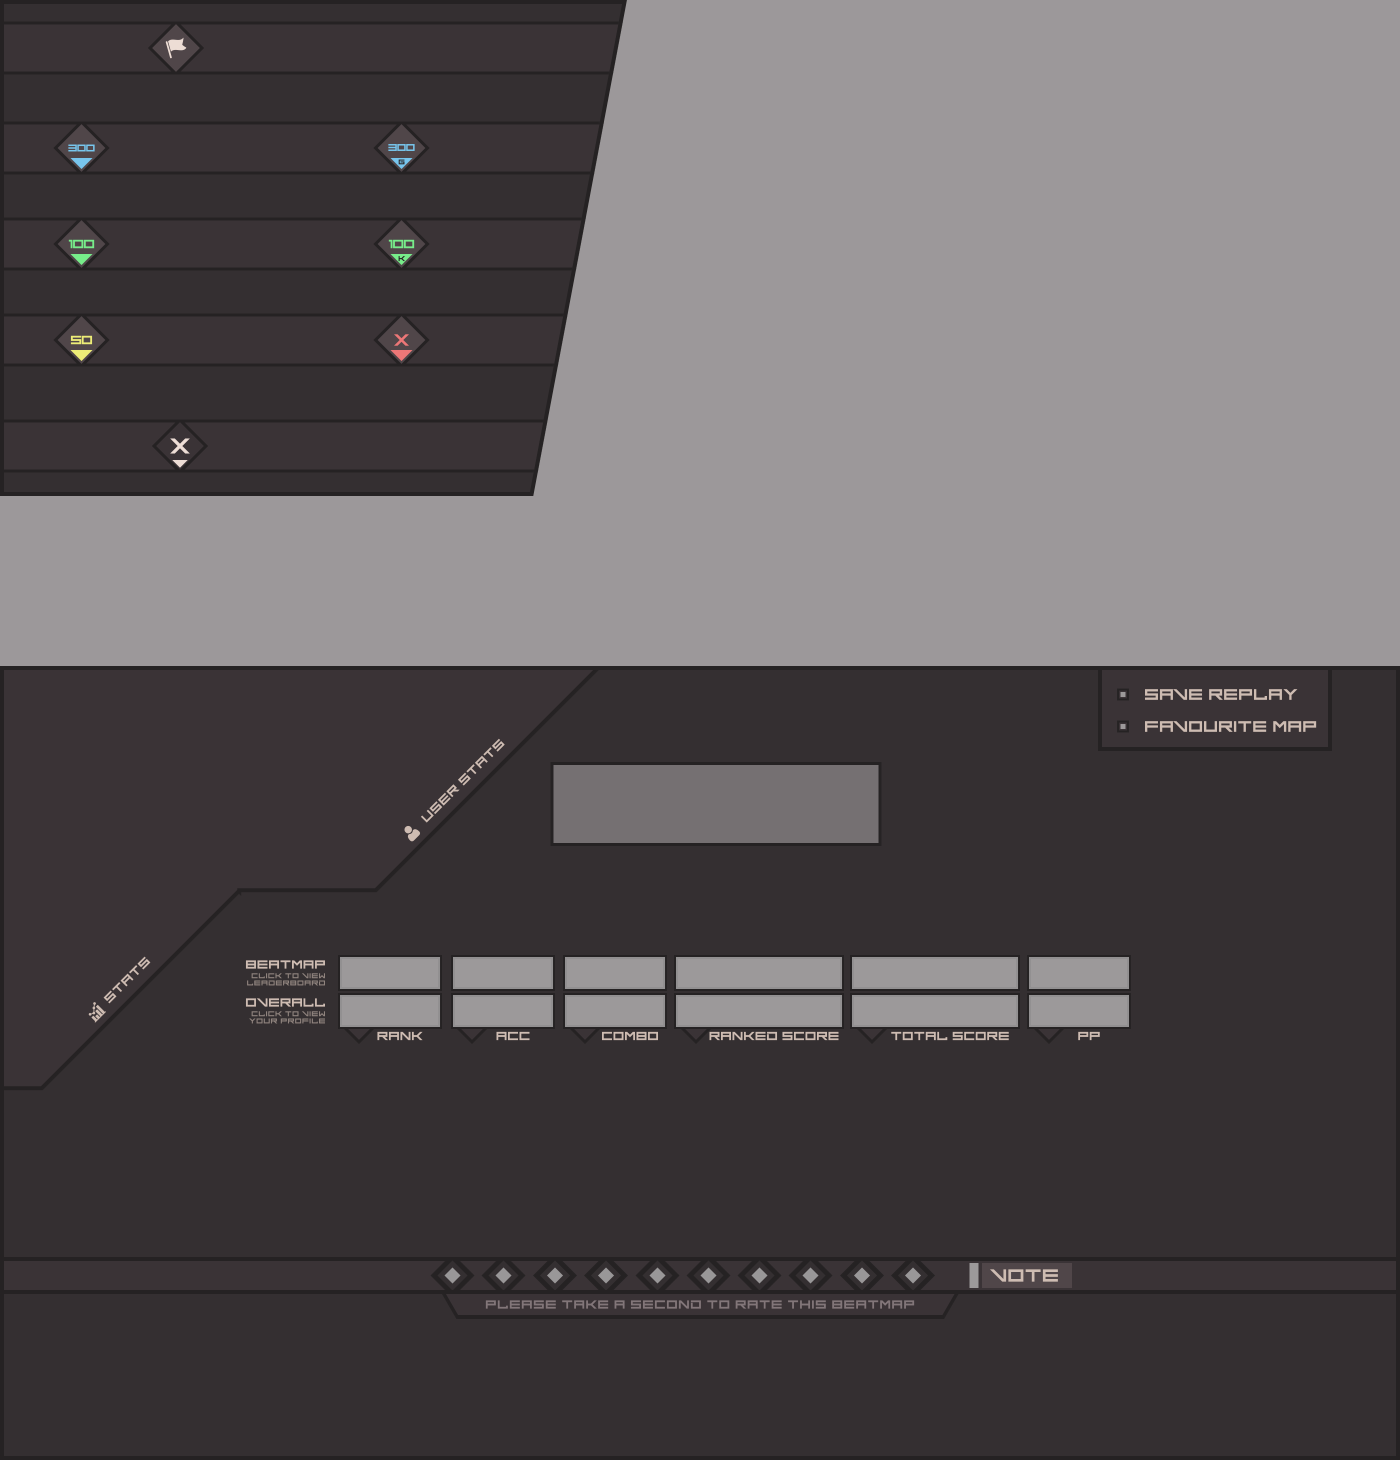 300
300
G
100
100
K
50
X
X
SAVE REPLAY
FAVOURITE MAP
USER STATS
STATS
BEATMAP
CLICK TO VIEW
LEADERBOARD
OVERALL
CLICK TO VIEW
YOUR PROFILE
RANK ACC COMBO RANKED SCORE TOTAL SCORE PP
VOTE
PLEASE TAKE A SECOND TO RATE THIS BEATMAP